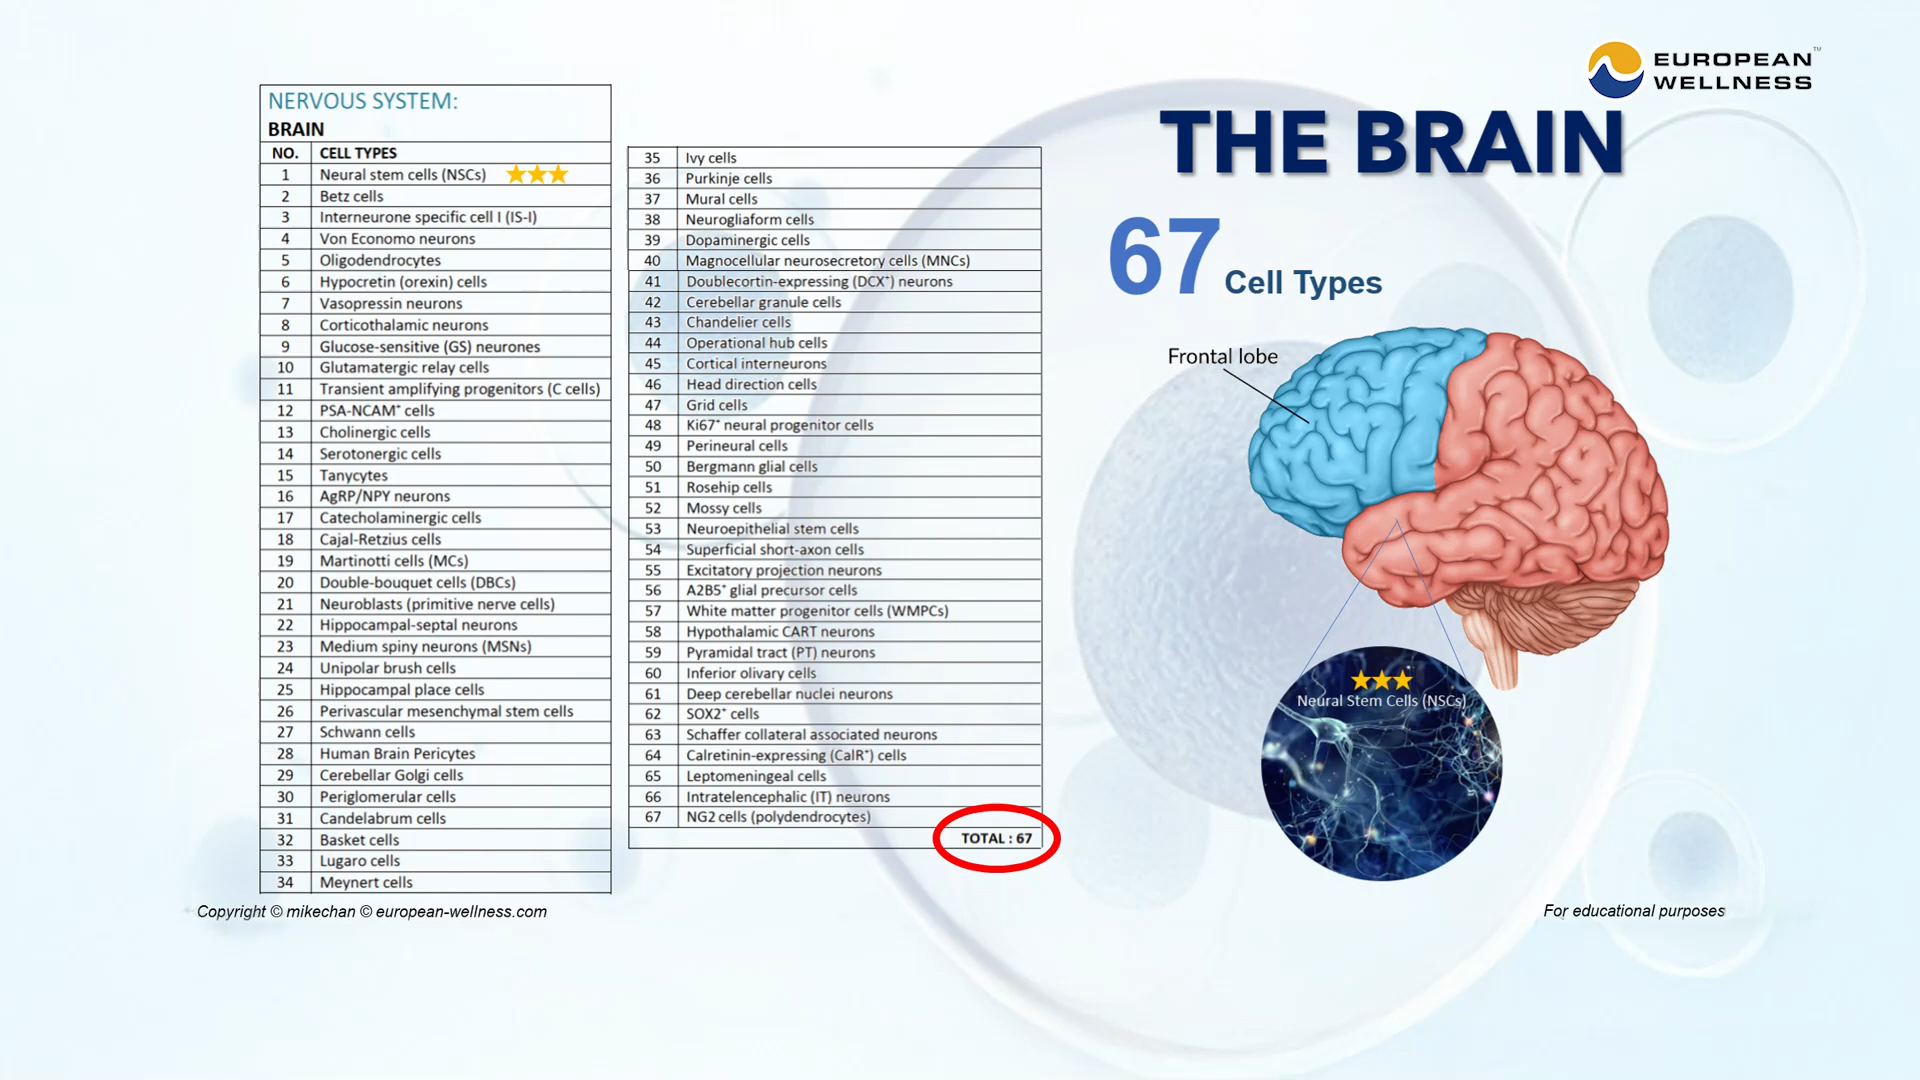 EUROPEAN
WELLNESS
™
THE BRAIN
67 Cell Types
NERVOUS SYSTEM:
BRAIN
NO. CELL TYPES
1 Neural stem cells (NSCs)
2 Betz cells
3 Interneurone specific cell I (IS-I)
4 Von Economo neurons
5 Oligodendrocytes
6 Hypocretin (orexin) cells
7 Vasopressin neurons
8 Corticothalamic neurons
9 Glucose-sensitive (GS) neurones
10 Glutamatergic relay cells
11 Transient amplifying progenitors (C cells)
12 PSA-NCAM⁺ cells
13 Cholinergic cells
14 Serotonergic cells
15 Tanycytes
16 AgRP/NPY neurons
17 Catecholaminergic cells
18 Cajal-Retzius cells
19 Martinotti cells (MCs)
20 Double-bouquet cells (DBCs)
21 Neuroblasts (primitive nerve cells)
22 Hippocampal-septal neurons
23 Medium spiny neurons (MSNs)
24 Unipolar brush cells
25 Hippocampal place cells
26 Perivascular mesenchymal stem cells
27 Schwann cells
28 Human Brain Pericytes
29 Cerebellar Golgi cells
30 Periglomerular cells
31 Candelabrum cells
32 Basket cells
33 Lugaro cells
34 Meynert cells
35 Ivy cells
36 Purkinje cells
37 Mural cells
38 Neurogliaform cells
39 Dopaminergic cells
40 Magnocellular neurosecretory cells (MNCs)
41 Doublecortin-expressing (DCX⁺) neurons
42 Cerebellar granule cells
43 Chandelier cells
44 Operational hub cells
45 Cortical interneurons
46 Head direction cells
47 Grid cells
48 Ki67⁺ neural progenitor cells
49 Perineural cells
50 Bergmann glial cells
51 Rosehip cells
52 Mossy cells
53 Neuroepithelial stem cells
54 Superficial short-axon cells
55 Excitatory projection neurons
56 A2B5⁺ glial precursor cells
57 White matter progenitor cells (WMPCs)
58 Hypothalamic CART neurons
59 Pyramidal tract (PT) neurons
60 Inferior olivary cells
61 Deep cerebellar nuclei neurons
62 SOX2⁺ cells
63 Schaffer collateral associated neurons
64 Calretinin-expressing (CalR⁺) cells
65 Leptomeningeal cells
66 Intratelencephalic (IT) neurons
67 NG2 cells (polydendrocytes)
TOTAL : 67
Frontal lobe
Neural Stem Cells (NSCs)
Copyright © mikechan © european-wellness.com
For educational purposes